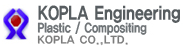 KOPLA Engineering
Plastic / Compositing
KOPLA CO.,LTD.